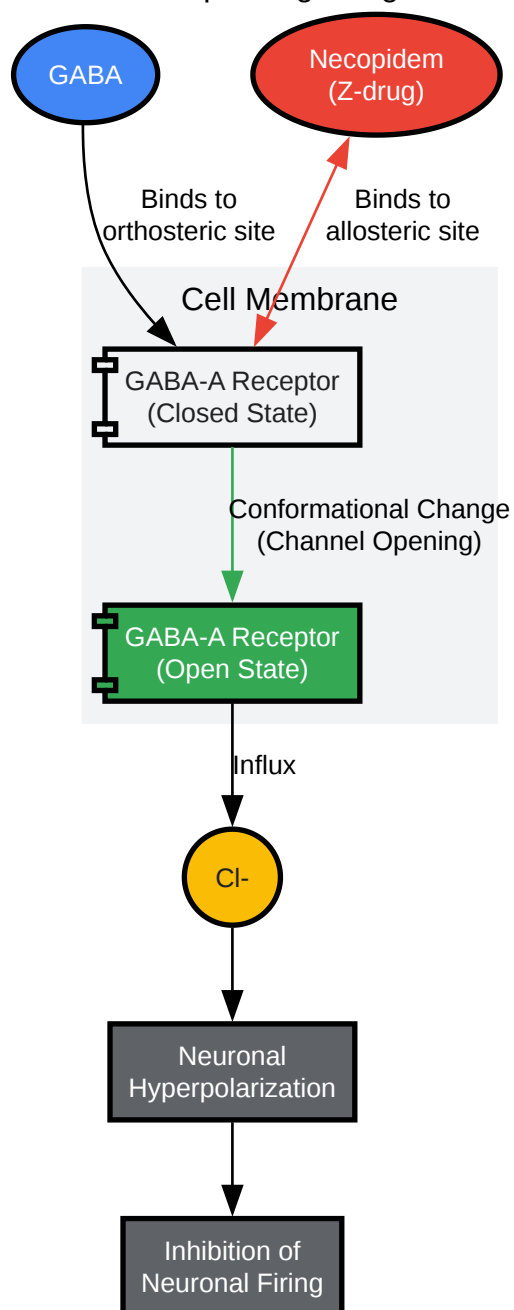 GABA
Necopidem
(Z-drug)
Binds to
orthosteric site
Binds to
allosteric site
Cell Membrane
GABA-A Receptor
(Closed State)
Conformational Change
(Channel Opening)
GABA-A Receptor
(Open State)
Influx
Cl-
Neuronal
Hyperpolarization
Inhibition of
Neuronal Firing